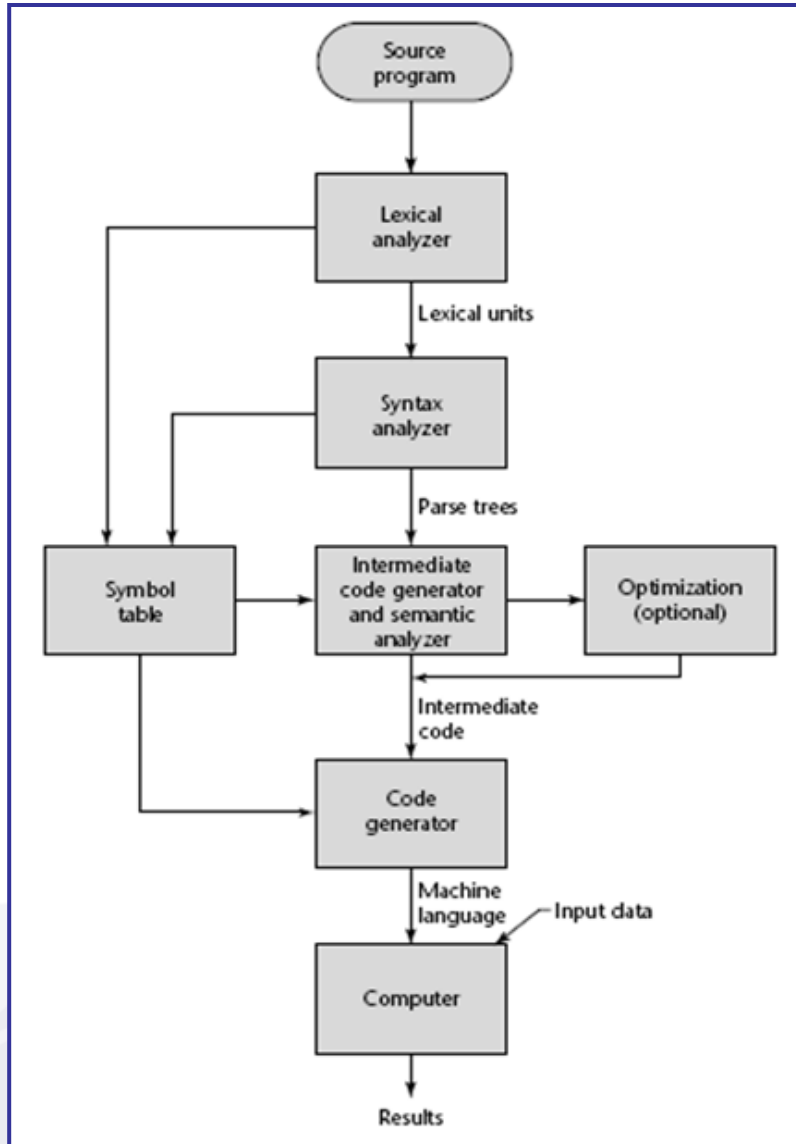 Source
program
Lexical
analyzer
Lexical units
Syntax
analyzer
Parse trees
Symbol
table
Intermediate
code generator
and semantic
analyzer
Optimization
(optional)
Intermediate
code
Code
generator
Machine
language
Input data
Computer
Results